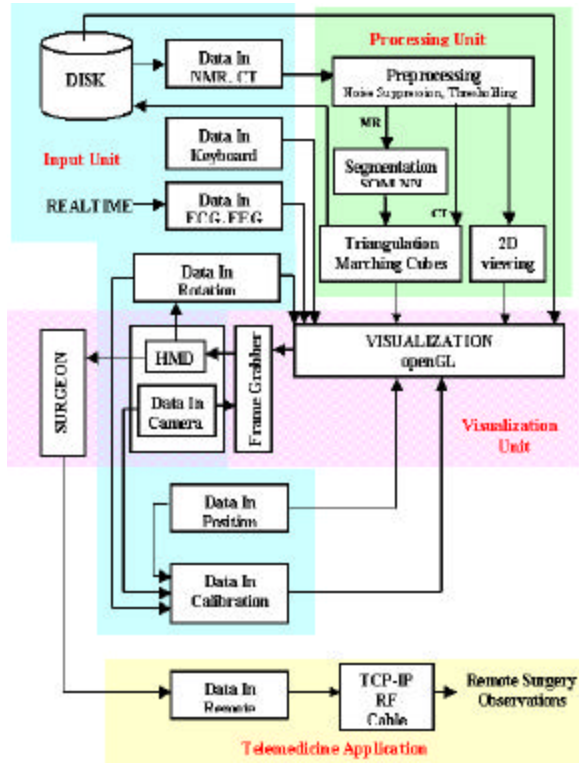 Processing Unit
DISK
Data In
NMR, CT
Preprocessing
Noise Suppression, Thresholding
MR
Input Unit
Data In
Keyboard
Segmentation
SOM NN
REALTIME
Data In
ECG, EEG
CT
Triangulation
Marching Cubes
2D
viewing
Data In
Rotation
VISUALIZATION
openGL
SURGEON
HMD
Frame Grabber
Data In
Camera
Visualization
Unit
Data In
Position
Data In
Calibration
Data In
Remote
TCP-IP
RF
Cable
Remote Surgery
Observations
Telemedicine Application